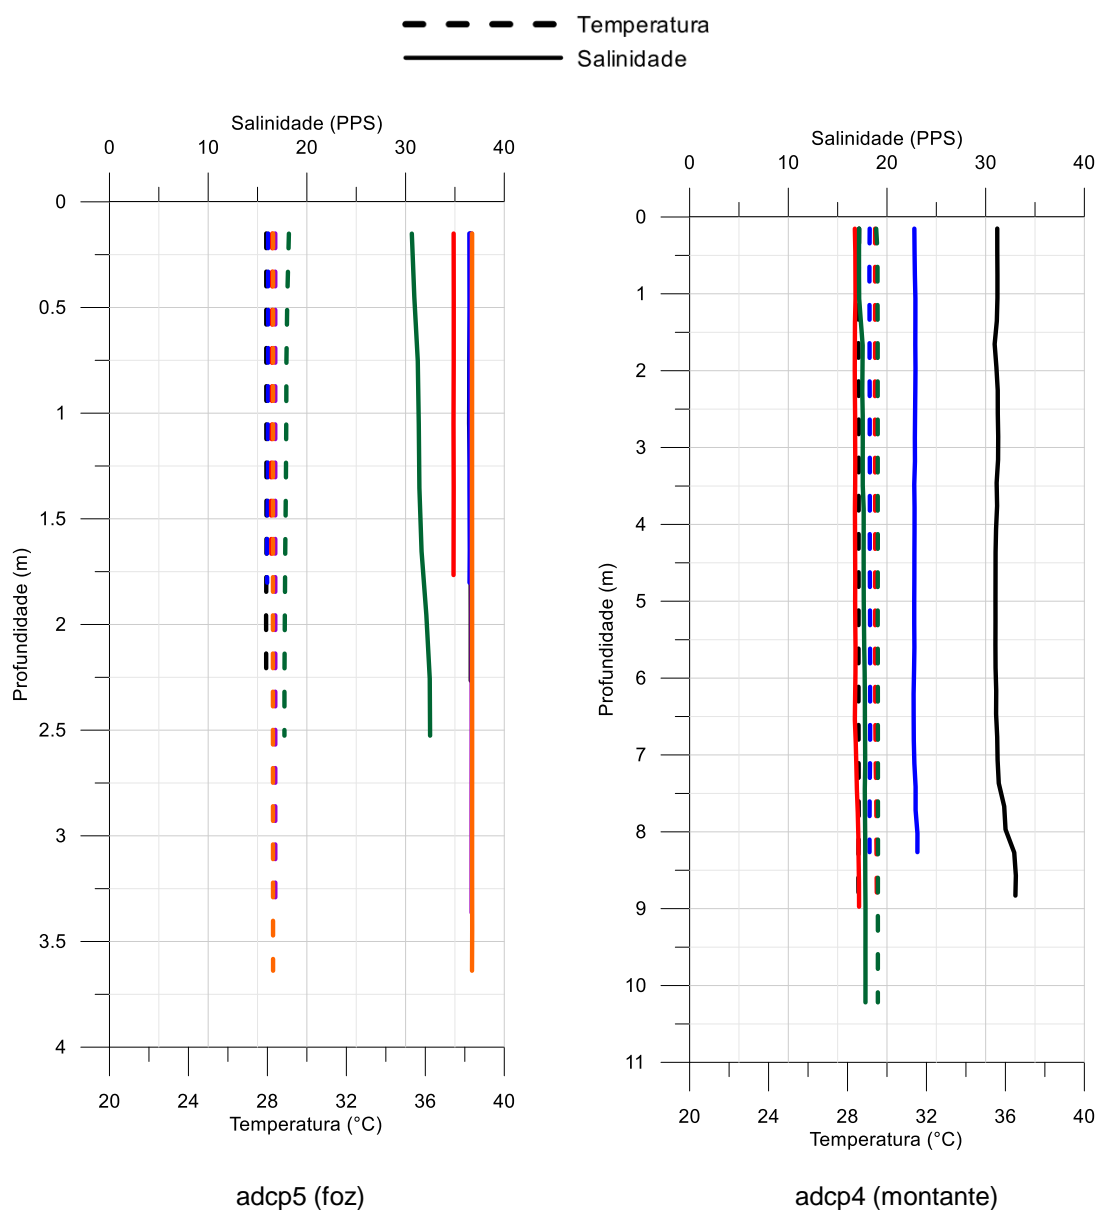 Temperatura
Salinidade
Salinidade (PPS)
0 10 20 30 40
0
0.5
1
1.5
2
2.5
3
3.5
4
Profundidade (m)
20 24 28 32 36 40
Temperatura (°C)
adcp5 (foz)
Salinidade (PPS)
0 10 20 30 40
0
1
2
3
4
5
6
7
8
9
10
11
Profundidade (m)
20 24 28 32 36 40
Temperatura (°C)
adcp4 (montante)